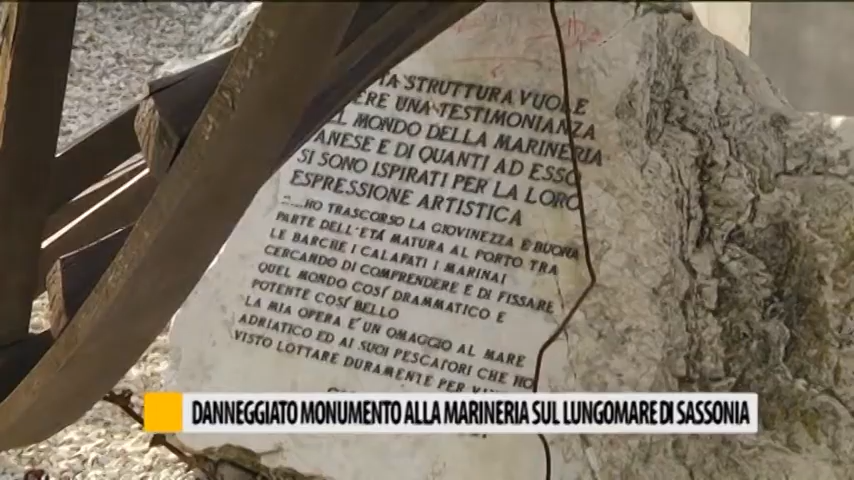 STRUTTURA VUOLE
ERE UNA TESTIMONIANZA
MONDO DELLA MARINERIA
ANESE E DI QUANTI AD ESSO
SI SONO ISPIRATI PER LA LORO
ESPRESSIONE ARTISTICA
".....HO TRASCORSO LA GIOVINEZZA E BUONA
PARTE DELL'ETÁ MATURA AL PORTO TRA
LE BARCHE I CALAFATI I MARINAI
CERCANDO DI COMPRENDERE E DI FISSARE
QUEL MONDO COSÍ DRAMMATICO E
POTENTE COSÍ BELLO
LA MIA OPERA É UN OMAGGIO AL MARE
ADRIATICO ED AI SUOI PESCATORI CHE HO
VISTO LOTTARE DURAMENTE PER
DANNEGGIATO MONUMENTO ALLA MARINERIA SUL LUNGOMARE DI SASSONIA